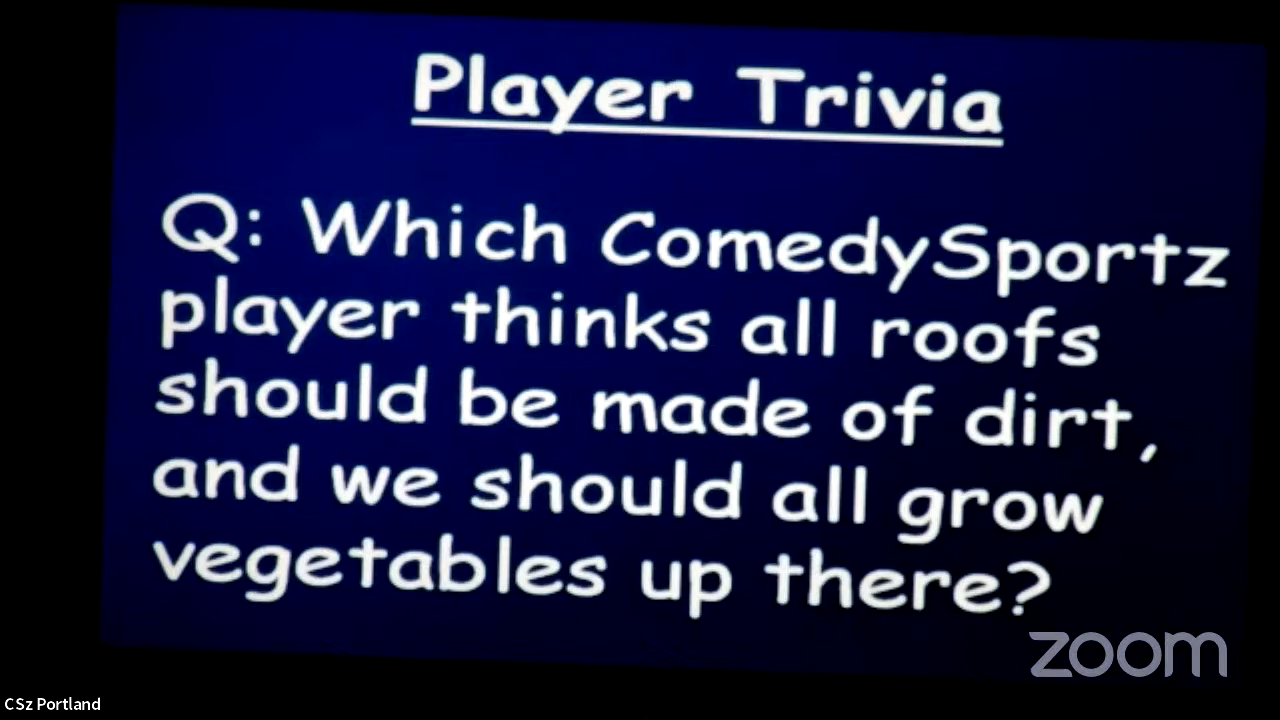 Player Trivia
Q: Which ComedySportz
player thinks all roofs
should be made of dirt,
and we should all grow
vegetables up there?
zoom
CSz Portland